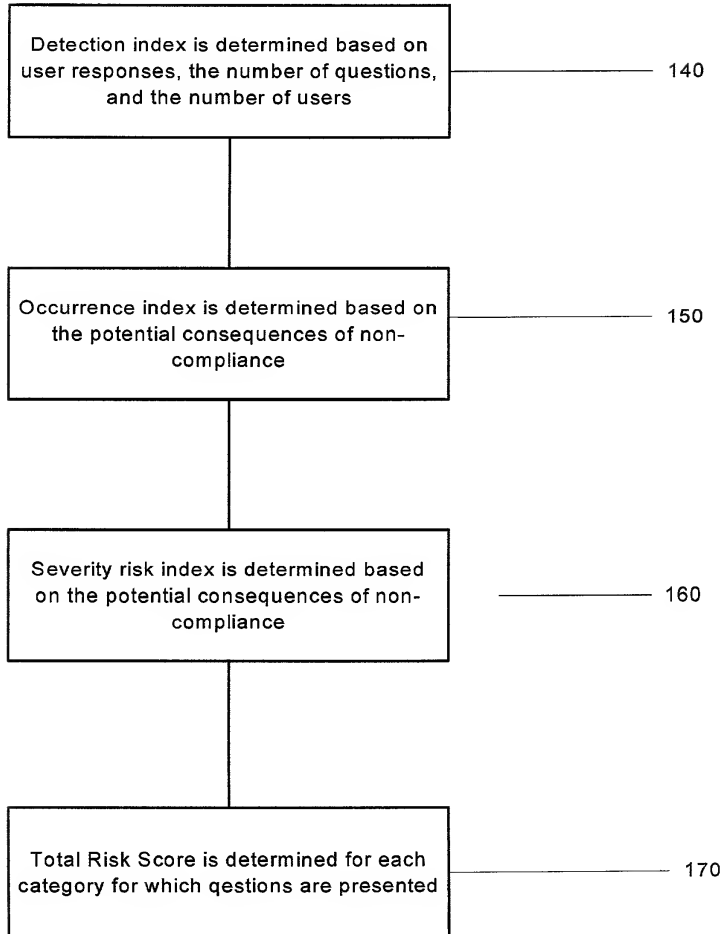 Detection index is determined based on
user responses, the number of questions,
and the number of users
140
Occurrence index is determined based on
the potential consequences of non-
compliance
150
Severity risk index is determined based
on the potential consequences of non-
compliance
160
Total Risk Score is determined for each
category for which qestions are presented
170